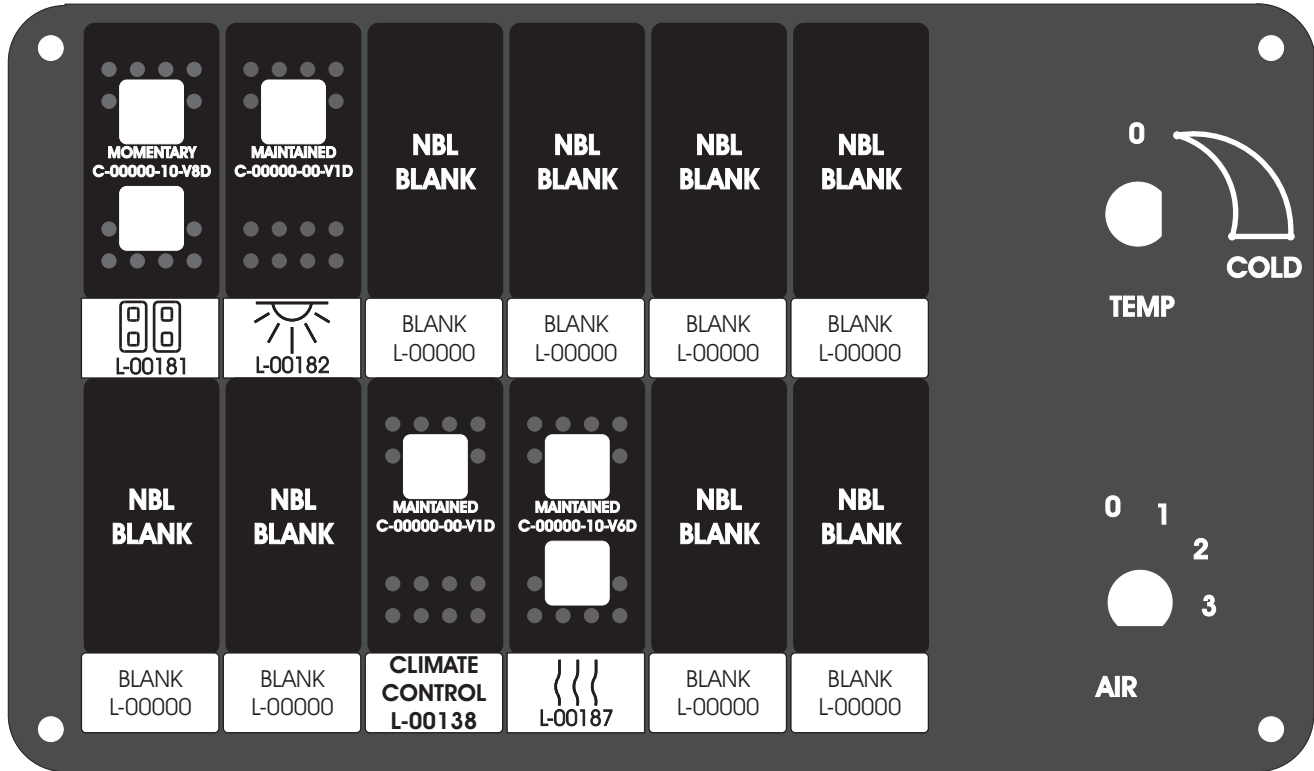 MOMENTARY
C-00000-10-V8D
MAINTAINED
C-00000-00-V1D
NBL
BLANK
NBL
BLANK
NBL
BLANK
NBL
BLANK
L-00181
L-00182
BLANK
L-00000
BLANK
L-00000
BLANK
L-00000
BLANK
L-00000
0
COLD
TEMP
NBL
BLANK
NBL
BLANK
MAINTAINED
C-00000-00-V1D
MAINTAINED
C-00000-10-V6D
NBL
BLANK
NBL
BLANK
BLANK
L-00000
BLANK
L-00000
CLIMATE
CONTROL
L-00138
L-00187
BLANK
L-00000
BLANK
L-00000
0
1
2
3
AIR